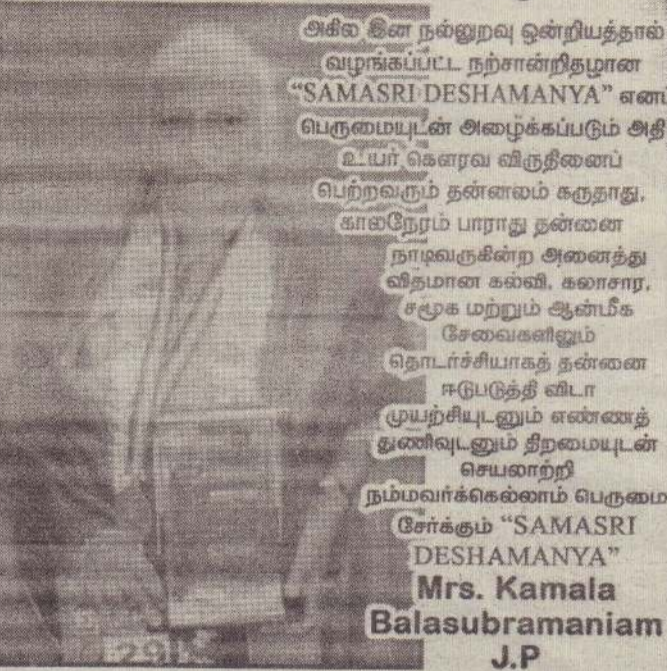 அகில இன நல்லுறவு ஒன்றியத்தால்
வழங்கப்பட்ட நற்சான்றிதழான
“SAMASRI DESHAMANYA” எனப்
பெருமையுடன் அழைக்கப்படும் அதி
உயர் கௌரவ விருதினைப்
பெற்றவரும் தன்னலம் கருதாது,
காலநேரம் பாராது தன்னை
நாடிவருகின்ற அனைத்து
விதமான கல்வி, கலாசார,
சமூக மற்றும் ஆன்மீக
சேவைகளிலும்
தொடர்ச்சியாகத் தன்னை
ஈடுபடுத்தி விடா
முயற்சியுடனும் எண்ணத்
துணிவுடனும் திறமையுடன்
செயலாற்றி
நம்மவர்க்கெல்லாம் பெருமை
சேர்க்கும் “SAMASRI
DESHAMANYA”
Mrs. Kamala
Balasubramaniam
J.P
29